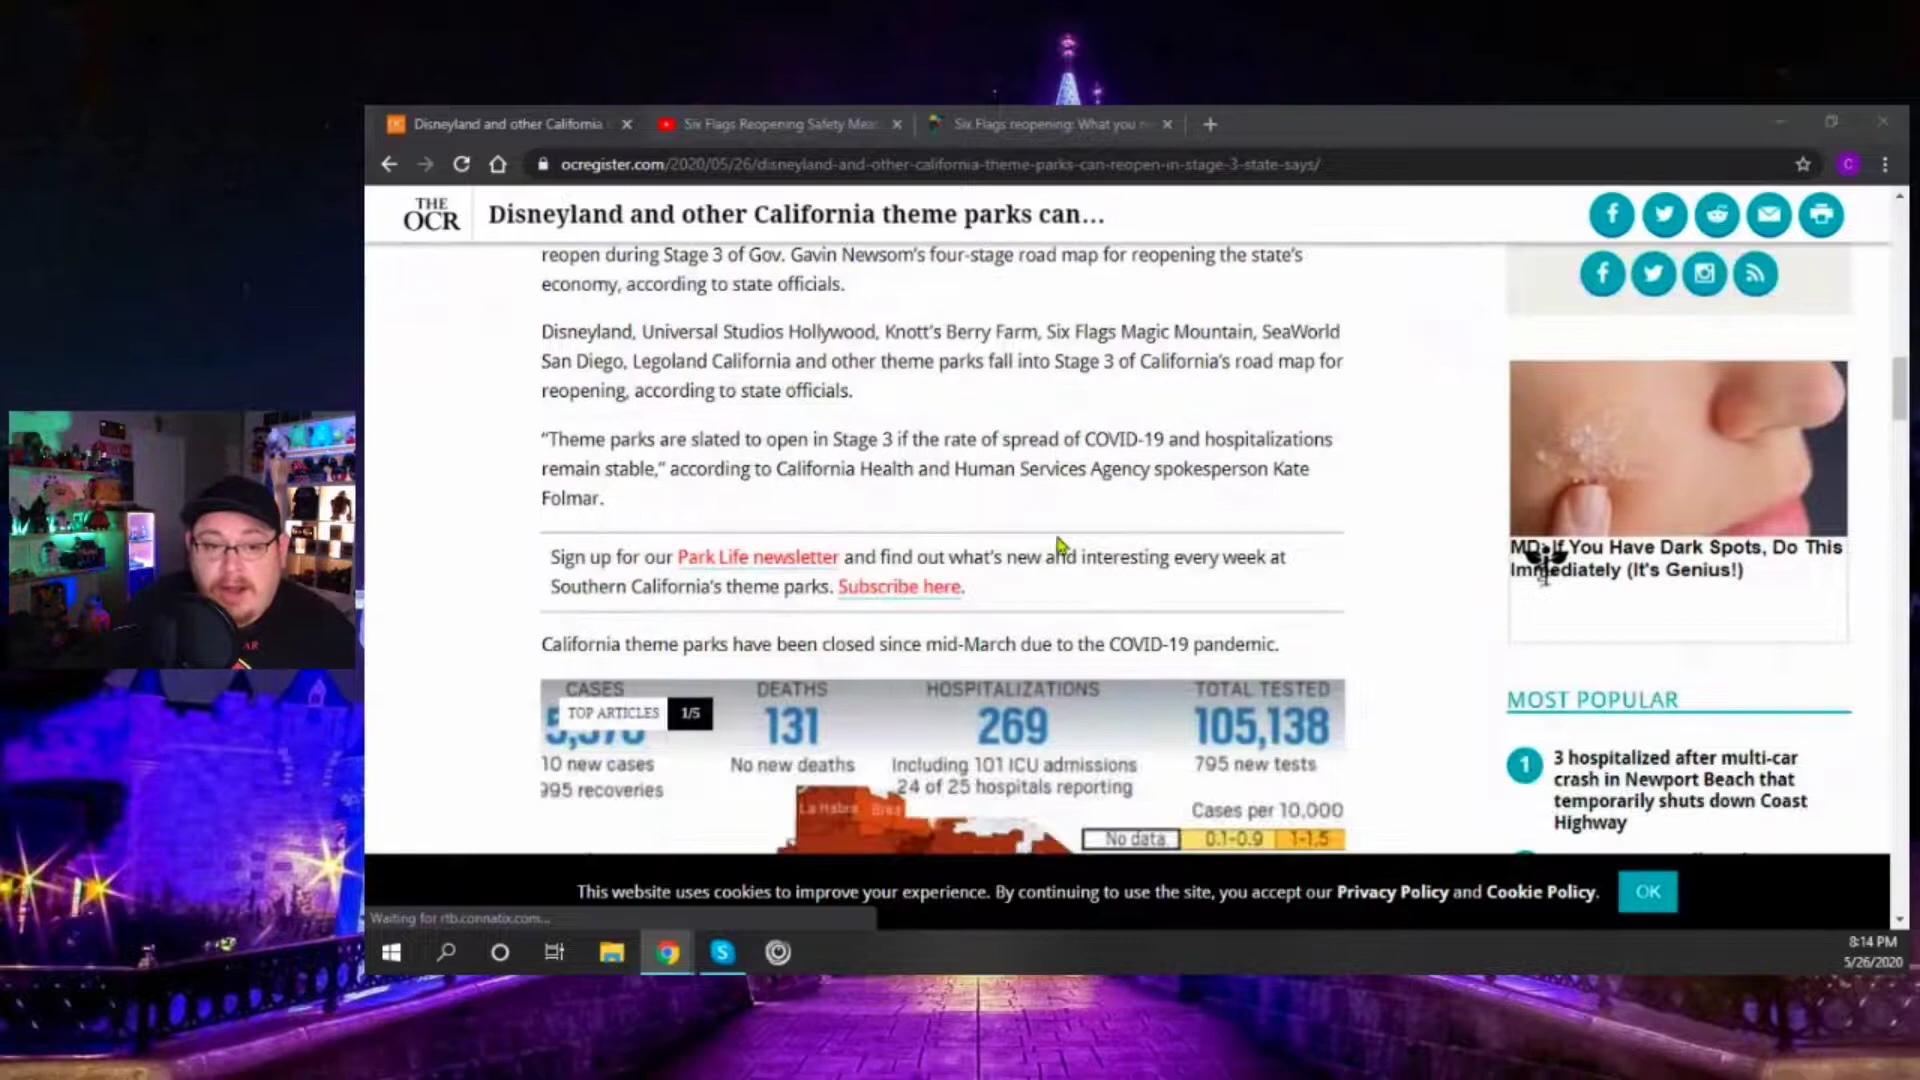 Disneyland and other California
Six Flags Reopening Safety Meas
Six Flags reopening: What you n
ocregister.com/2020/05/26/disneyland-and-other-california-theme-parks-can-reopen-in-stage-3-state-says/
C
THE
OCR
Disneyland and other California theme parks can...
reopen during Stage 3 of Gov. Gavin Newsom’s four-stage road map for reopening the state’s
economy, according to state officials.
Disneyland, Universal Studios Hollywood, Knott’s Berry Farm, Six Flags Magic Mountain, SeaWorld
San Diego, Legoland California and other theme parks fall into Stage 3 of California’s road map for
reopening, according to state officials.
“Theme parks are slated to open in Stage 3 if the rate of spread of COVID-19 and hospitalizations
remain stable,” according to California Health and Human Services Agency spokesperson Kate
Folmar.
Sign up for our Park Life newsletter and find out what’s new and interesting every week at
Southern California’s theme parks. Subscribe here.
California theme parks have been closed since mid-March due to the COVID-19 pandemic.
CASES DEATHS HOSPITALIZATIONS TOTAL TESTED
TOP ARTICLES 1/5
131 269 105,138
10 new cases No new deaths Including 101 ICU admissions 795 new tests
995 recoveries 24 of 25 hospitals reporting
Cases per 10,000
La Habra Brea
No data 0.1-0.9 1-1.5
MD: If You Have Dark Spots, Do This
Immediately (It's Genius!)
MOST POPULAR
1 3 hospitalized after multi-car
crash in Newport Beach that
temporarily shuts down Coast
Highway
This website uses cookies to improve your experience. By continuing to use the site, you accept our Privacy Policy and Cookie Policy. OK
Waiting for rtb.connatix.com...
8:14 PM
5/26/2020